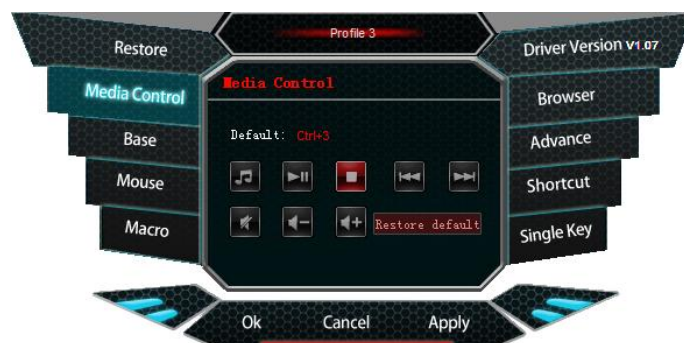 Profile 3
Restore
Driver Version V1.07
Media Control
Media Control
Browser
Base
Default: Ctrl+3
Advance
Mouse
Shortcut
Macro
Restore default
Single Key
Ok Cancel Apply